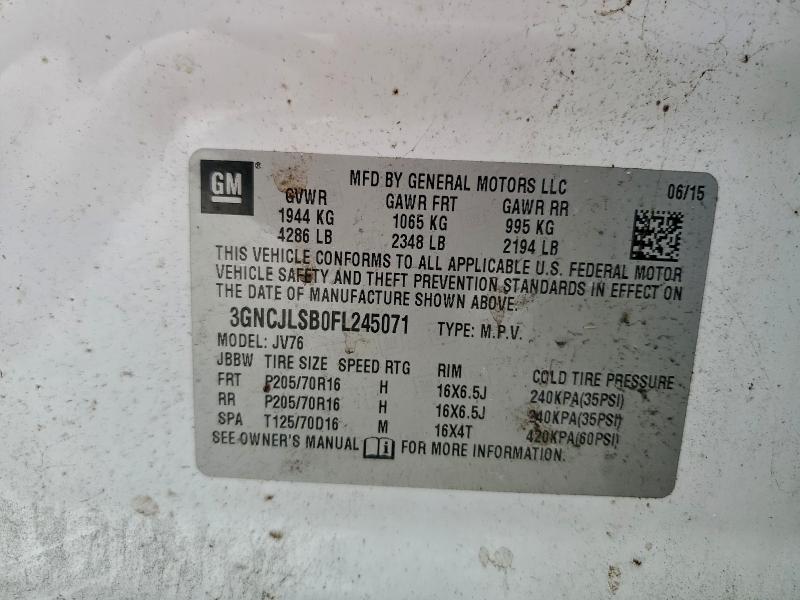 GM ® MFD BY GENERAL MOTORS LLC 06/15
GVWR GAWR FRT GAWR RR
1944 KG 1065 KG 995 KG
4286 LB 2348 LB 2194 LB
THIS VEHICLE CONFORMS TO ALL APPLICABLE U.S. FEDERAL MOTOR
VEHICLE SAFETY AND THEFT PREVENTION STANDARDS IN EFFECT ON
THE DATE OF MANUFACTURE SHOWN ABOVE.
3GNCJLSB0FL245071 TYPE: M.P.V.
MODEL: JV76
JBBW TIRE SIZE SPEED RTG RIM COLD TIRE PRESSURE
FRT P205/70R16 H 16X6.5J 240KPA(35PSI)
RR P205/70R16 H 16X6.5J 240KPA(35PSI)
SPA T125/70D16 M 16X4T 420KPA(60PSI)
SEE OWNER'S MANUAL FOR MORE INFORMATION.